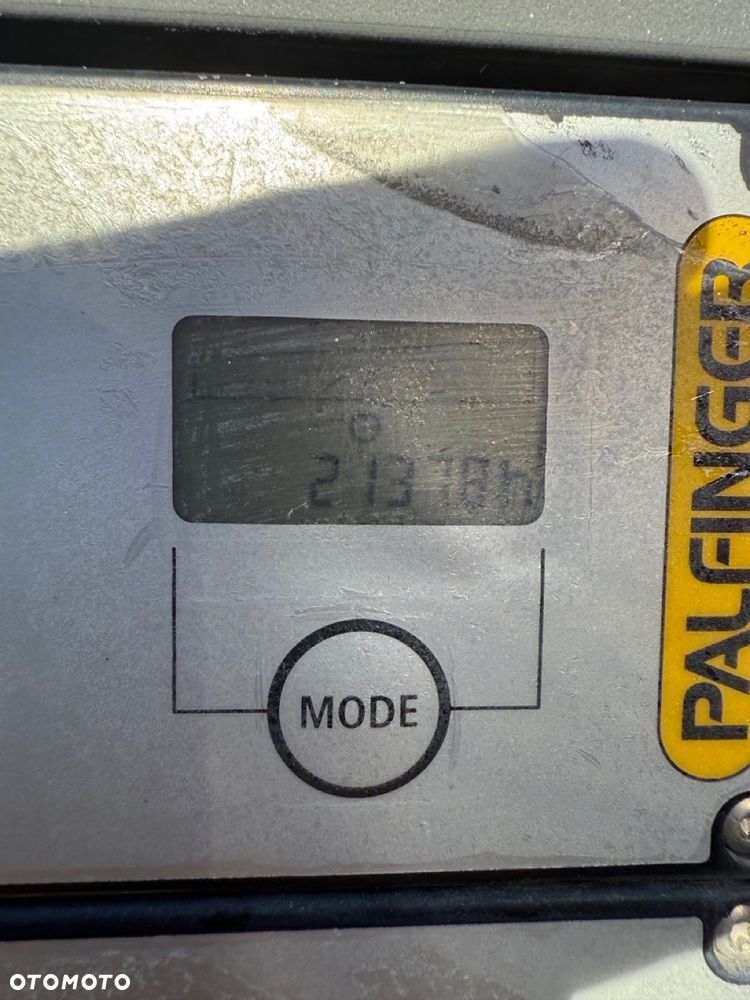 21378h
MODE
PALFINGER
OTOMOTO